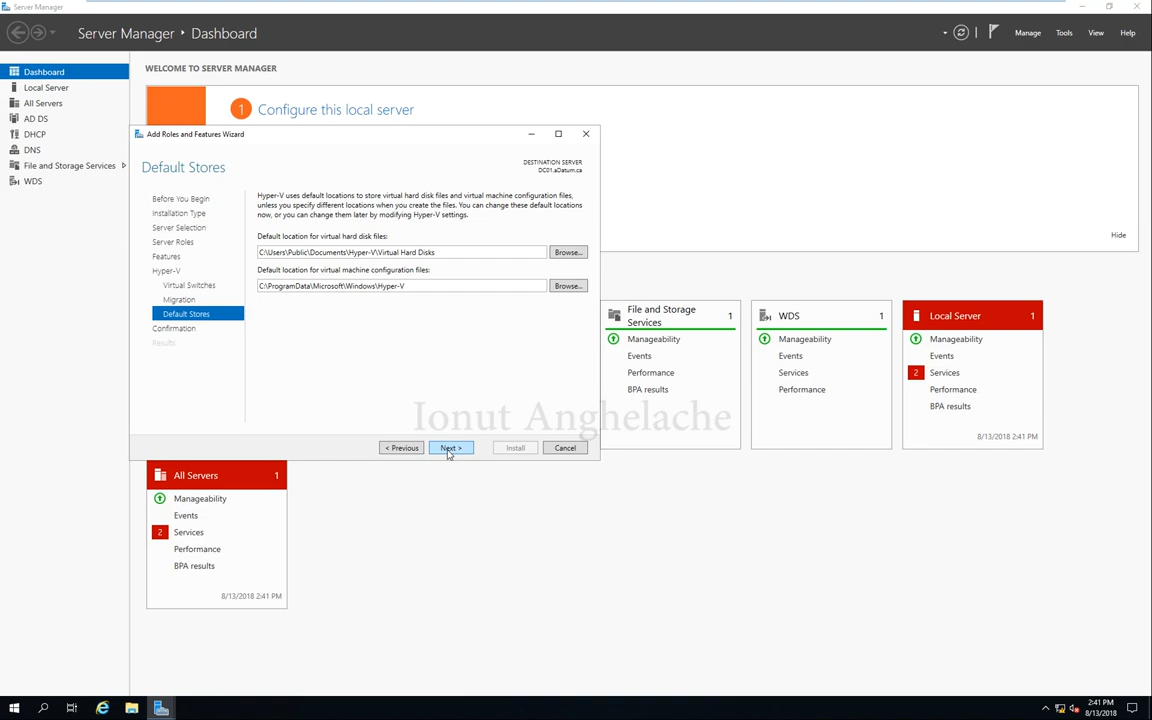 Server Manager
Server Manager ‣ Dashboard
Manage
Tools
View
Help
Dashboard
Local Server
All Servers
AD DS
DHCP
DNS
File and Storage Services
WDS
WELCOME TO SERVER MANAGER
1 Configure this local server
Hide
Add Roles and Features Wizard
Default Stores
DESTINATION SERVER
DC01.aDatum.ca
Before You Begin
Installation Type
Server Selection
Server Roles
Features
Hyper-V
Virtual Switches
Migration
Default Stores
Confirmation
Results
Hyper-V uses default locations to store virtual hard disk files and virtual machine configuration files,
unless you specify different locations when you create the files. You can change these default locations
now, or you can change them later by modifying Hyper-V settings.
Default location for virtual hard disk files:
C:\Users\Public\Documents\Hyper-V\Virtual Hard Disks
Browse...
Default location for virtual machine configuration files:
C:\ProgramData\Microsoft\Windows\Hyper-V
Browse...
< Previous
Next >
Install
Cancel
Ionut Anghelache
File and Storage
Services
1
Manageability
Events
Performance
BPA results
WDS
1
Manageability
Events
Services
Performance
Local Server
1
Manageability
Events
2 Services
Performance
BPA results
8/13/2018 2:41 PM
All Servers
1
Manageability
Events
2 Services
Performance
BPA results
8/13/2018 2:41 PM
2:41 PM
8/13/2018